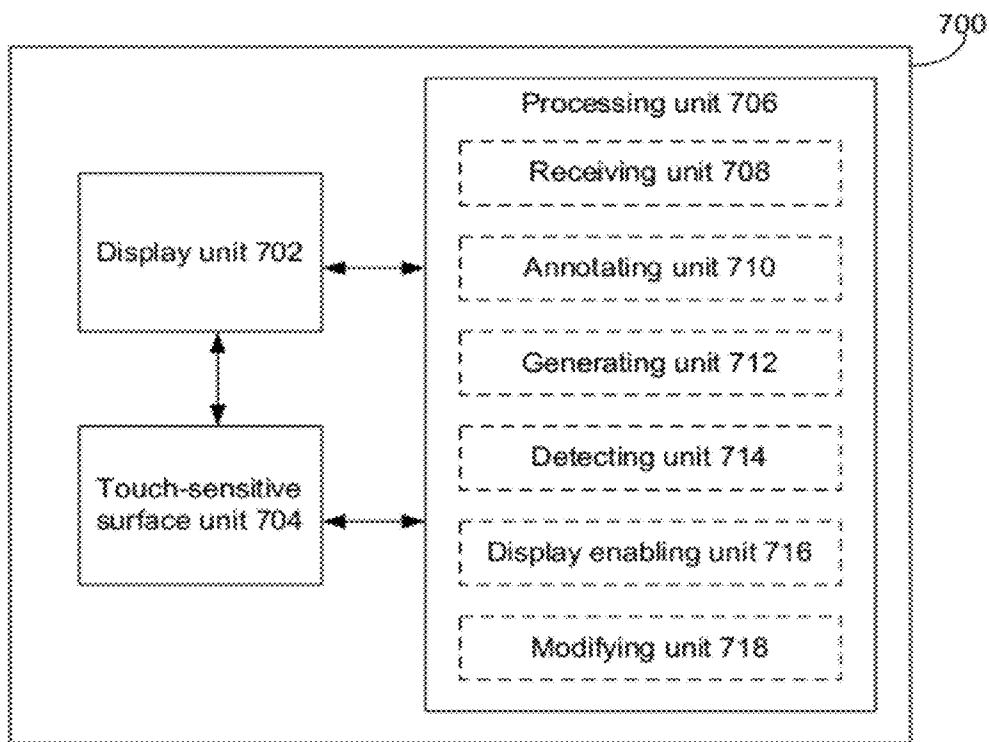 700
Processing unit 706
Receiving unit 708
Display unit 702
Annotating unit 710
Generating unit 712
Touch-sensitive
surface unit 704
Detecting unit 714
Display enabling unit 716
Modifying unit 718